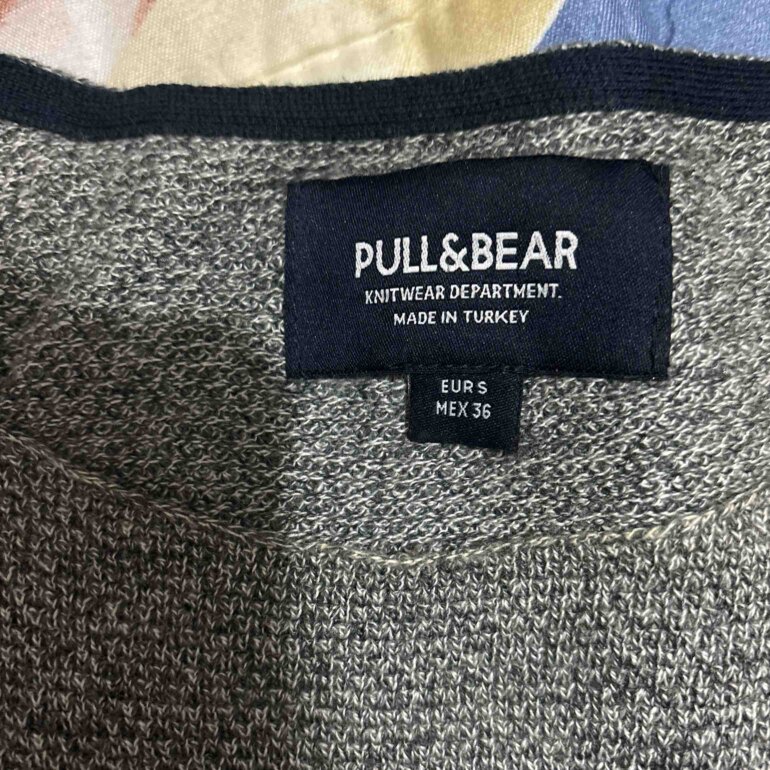 PULL&BEAR
KNITWEAR DEPARTMENT.
MADE IN TURKEY
EUR S
MEX 36